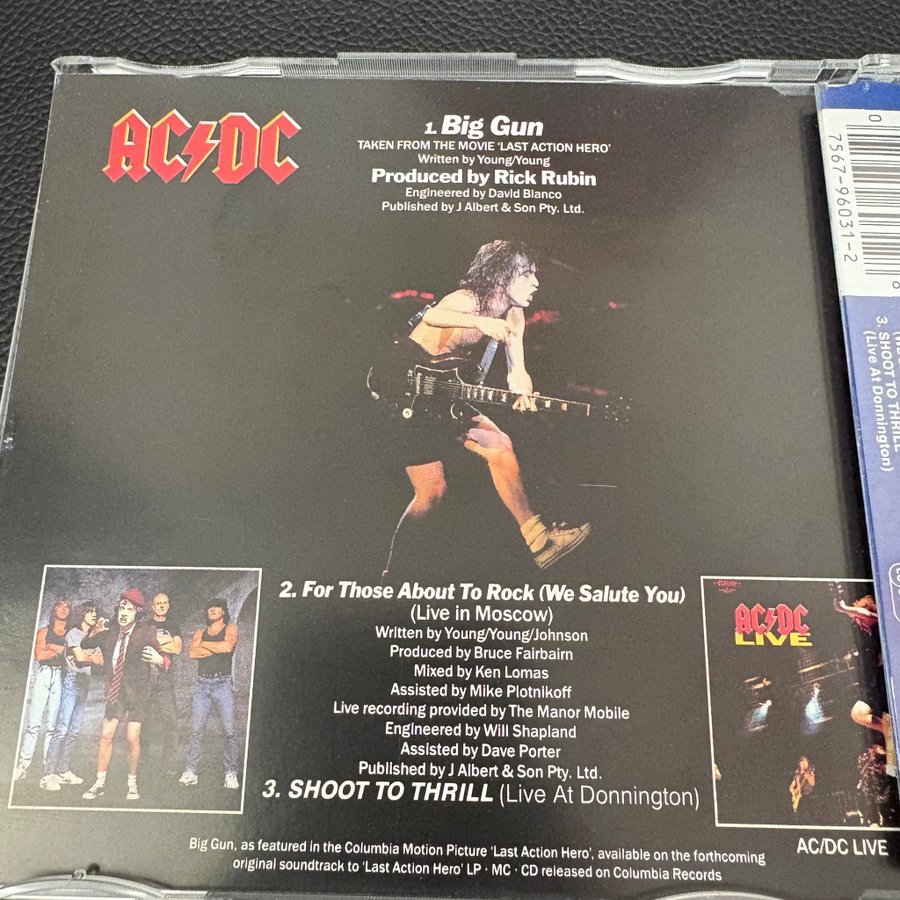 AC/DC
1. Big Gun
TAKEN FROM THE MOVIE 'LAST ACTION HERO'
Written by Young/Young
Produced by Rick Rubin
Engineered by David Bianco
Published by J Albert & Son Pty. Ltd.
2. For Those About To Rock (We Salute You)
(Live in Moscow)
Written by Young/Young/Johnson
Produced by Bruce Fairbairn
Mixed by Ken Lomas
Assisted by Mike Plotnikoff
Live recording provided by The Manor Mobile
Engineered by Will Shapland
Assisted by Dave Porter
Published by J Albert & Son Pty. Ltd.
3. SHOOT TO THRILL (Live At Donnington)
AC/DC
LIVE
AC/DC LIVE
Big Gun, as featured in the Columbia Motion Picture 'Last Action Hero', available on the forthcoming
original soundtrack to 'Last Action Hero' LP · MC · CD released on Columbia Records
0 7567-96031-2
3. SHOOT TO THRILL
(Live At Donnington)